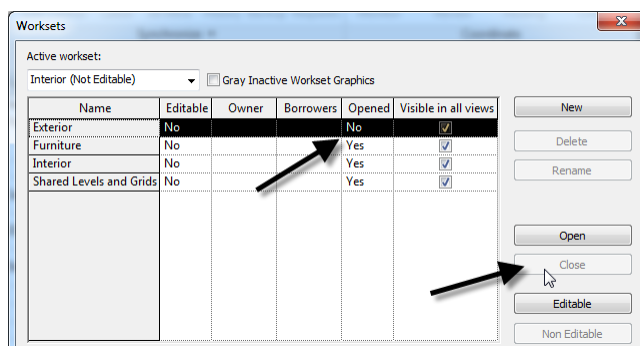 Worksets
Active workset:
Interior (Not Editable)
Gray Inactive Workset Graphics
Name Editable Owner Borrowers Opened Visible in all views
Exterior No No
Furniture No Yes
Interior No Yes
Shared Levels and Grids No Yes
New
Delete
Rename
Open
Close
Editable
Non Editable